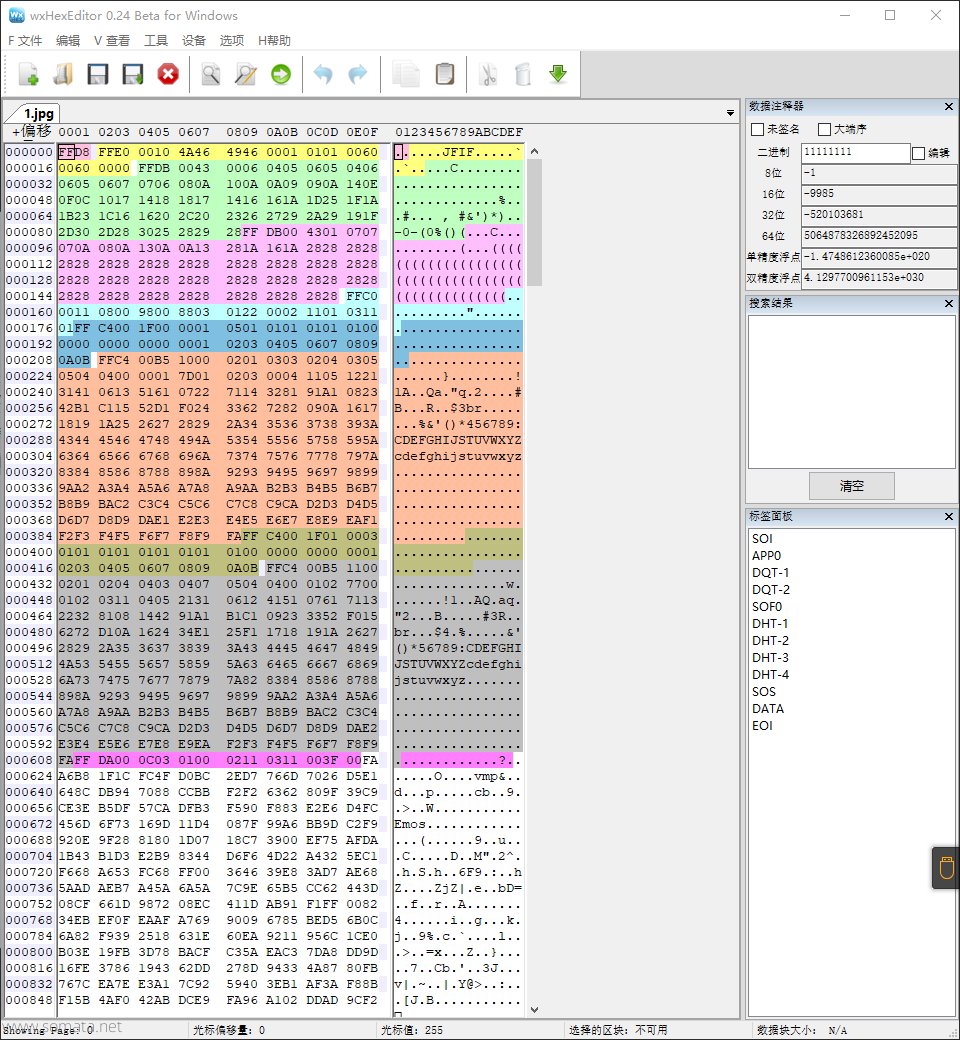 wxHexEditor 0.24 Beta for Windows
F 文件 编辑 V 查看 工具 设备 选项 H帮助
1.jpg
+偏移 0001 0203 0405 0607 0809 0A0B 0C0D 0E0F 0123456789ABCDEF
000000 FFD8 FFE0 0010 4A46 4946 0001 0101 0060 ......JFIF.....`
000016 0060 0000 FFDB 0043 0006 0405 0605 0406 .`.....C........
000032 0605 0607 0706 080A 100A 0A09 090A 140E ................
000048 0F0C 1017 1418 1817 1416 161A 1D25 1F1A .............%..
000064 1B23 1C16 1620 2C20 2326 2729 2A29 191F .#... , #&')*)..
000080 2D30 2D28 3025 2829 28FF DB00 4301 0707 -0-(0%()(...C...
000096 070A 080A 130A 0A13 281A 161A 2828 2828 ........(...((((
000112 2828 2828 2828 2828 2828 2828 2828 2828 ((((((((((((((((
000128 2828 2828 2828 2828 2828 2828 2828 2828 ((((((((((((((((
000144 2828 2828 2828 2828 2828 2828 2828 FFC0 ((((((((((((((..
000160 0011 0800 9800 8803 0122 0002 1101 0311 ..........".....
000176 01FF C400 1F00 0001 0501 0101 0101 0100 ................
000192 0000 0000 0000 0001 0203 0405 0607 0809 ................
000208 0A0B FFC4 00B5 1000 0201 0303 0204 0305 ................
000224 0504 0400 0001 7D01 0203 0004 1105 1221 ......}........!
000240 3141 0613 5161 0722 7114 3281 91A1 0823 1A..Qa."q.2....#
000256 42B1 C115 52D1 F024 3362 7282 090A 1617 B...R..$3br.....
000272 1819 1A25 2627 2829 2A34 3536 3738 393A ...%&'()*456789:
000288 4344 4546 4748 494A 5354 5556 5758 595A CDEFGHIJSTUVWXYZ
000304 6364 6566 6768 696A 7374 7576 7778 797A cdefghijstuvwxyz
000320 8384 8586 8788 898A 9293 9495 9697 9899 ................
000336 9AA2 A3A4 A5A6 A7A8 A9AA B2B3 B4B5 B6B7 ................
000352 B8B9 BAC2 C3C4 C5C6 C7C8 C9CA D2D3 D4D5 ................
000368 D6D7 D8D9 DAE1 E2E3 E4E5 E6E7 E8E9 EAF1 ................
000384 F2F3 F4F5 F6F7 F8F9 FAFF C400 1F01 0003 ................
000400 0101 0101 0101 0101 0100 0000 0000 0001 ................
000416 0203 0405 0607 0809 0A0B FFC4 00B5 1100 ................
000432 0201 0204 0403 0407 0504 0400 0102 7700 ..............w.
000448 0102 0311 0405 2131 0612 4151 0761 7113 ......!1..AQ.aq.
000464 2232 8108 1442 91A1 B1C1 0923 3352 F015 "2...B.....#3R..
000480 6272 D10A 1624 34E1 25F1 1718 191A 2627 br...$4.%.....&'
000496 2829 2A35 3637 3839 3A43 4445 4647 4849 ()*56789:CDEFGHI
000512 4A53 5455 5657 5859 5A63 6465 6667 6869 JSTUVWXYZcdefghi
000528 6A73 7475 7677 7879 7A82 8384 8586 8788 jstuvwxyz.......
000544 898A 9293 9495 9697 9899 9AA2 A3A4 A5A6 ................
000560 A7A8 A9AA B2B3 B4B5 B6B7 B8B9 BAC2 C3C4 ................
000576 C5C6 C7C8 C9CA D2D3 D4D5 D6D7 D8D9 DAE2 ................
000592 E3E4 E5E6 E7E8 E9EA F2F3 F4F5 F6F7 F8F9 ................
000608 FAFF DA00 0C03 0100 0211 0311 003F 00FA .............?..
000624 A6B8 1F1C FC4F D0BC 2ED7 766D 7026 D5E1 .....O....vmp&..
000640 648C DB94 7088 CCBB F2F2 6362 809F 39C9 d...p.....cb..9.
000656 CE3E B5DF 57CA DFB3 F590 F883 E2E6 D4FC .>..W...........
000672 456D 6F73 169D 11D4 087F 99A6 BB9D C2F9 Emos............
000688 920E 9F28 8180 1D07 18C7 3900 EF75 AFDA ...(......9..u..
000704 1B43 B1D3 E2B9 8344 D6F6 4D22 A432 5EC1 .C.....D..M".2^.
000720 F668 A653 FC68 FF00 3646 39E8 3AD7 AE68 .h.S.h..6F9.:..h
000736 5AAD AEB7 A45A 6A5A 7C9E 65B5 CC62 443D Z....ZjZ|.e..bD=
000752 08CF 661D 9872 08EC 411D AB91 F1FF 0082 ..f..r..A.......
000768 34EB EF0F EAAF A769 9009 6785 BED5 6B0C 4......i..g...k.
000784 6A82 F939 2518 631E 60EA 9211 956C 1CE0 j..9%.c.`....l..
000800 B03E 19FB 3D78 BACF C35A EAC3 7DA8 DD9D .>..=x...Z..}...
000816 16FE 3786 1943 62DD 278D 9433 4A87 80FB ..7..Cb.'..3J...
000832 767C EA7E E3A1 7C92 5940 3EB1 AF3A F88B v|.~..|.Y@>..:..
000848 F15B 4AF0 42AB DCE9 FA96 A102 DDAD 9CF2 .[J.B...........
数据注释器
未签名 大端序
二进制 11111111 编辑
8位 -1
16位 -9985
32位 -520103681
64位 5064878326892452095
单精度浮点 -1.4748612360085e+020
双精度浮点 4.1297700961153e+030
搜索结果
清空
标签面板
SOI
APP0
DQT-1
DQT-2
SOF0
DHT-1
DHT-2
DHT-3
DHT-4
SOS
DATA
EOI
www.somata.net
Showing Page: 0 光标偏移量: 0 光标值: 255 选择的区块: 不可用 数据块大小: N/A